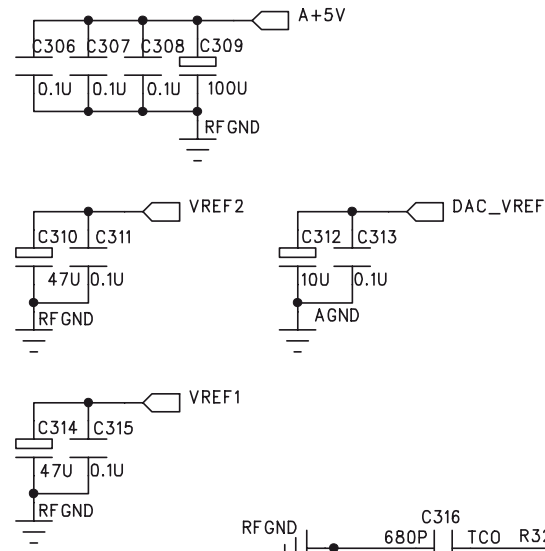 A+5V
C306 C307 C308 C309
0.1U 0.1U 0.1U 100U
RFGND
VREF2
C310 C311
47U 0.1U
RFGND
DAC_VREF
C312 C313
10U 0.1U
AGND
VREF1
C314 C315
47U 0.1U
RFGND
RFGND
C316
680P
TCO
R32